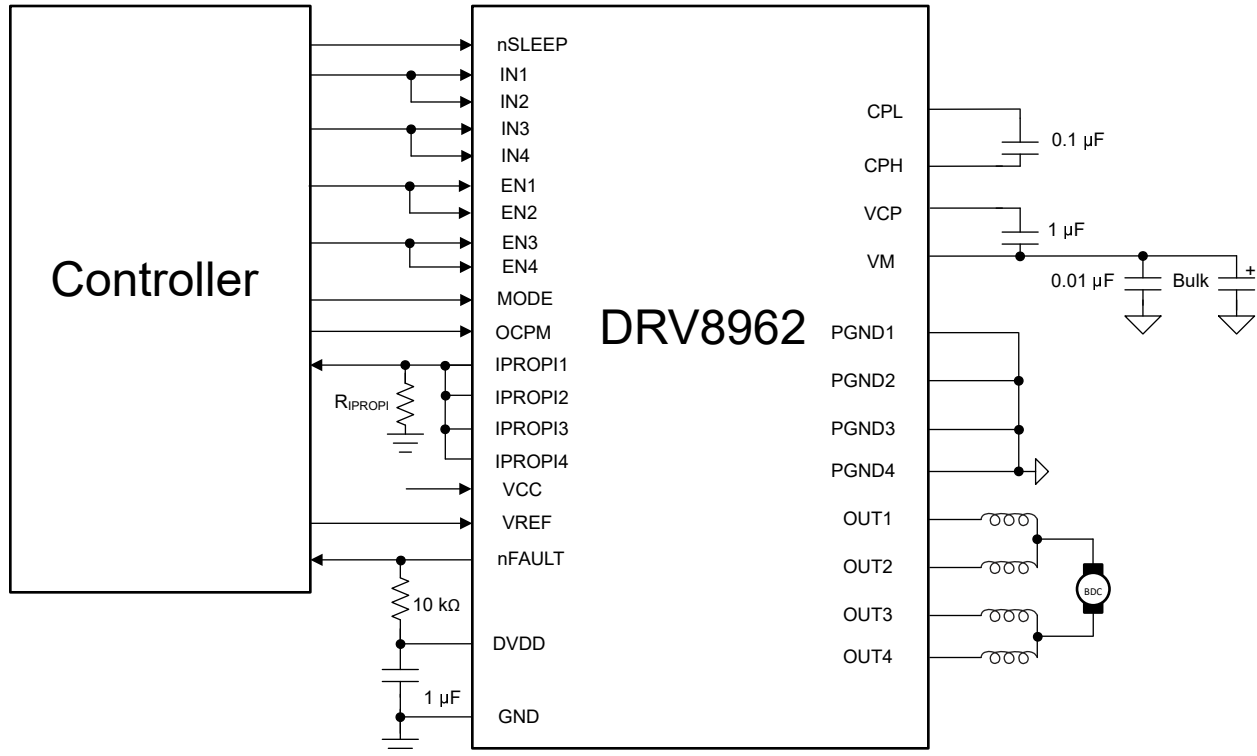 Controller
DRV8962
nSLEEP
IN1
IN2
IN3
IN4
EN1
EN2
EN3
EN4
MODE
OCPM
IPROPI1
IPROPI2
IPROPI3
IPROPI4
VCC
VREF
nFAULT
DVDD
GND
RIPROPI
10 kΩ
1 µF
CPL
CPH
VCP
VM
PGND1
PGND2
PGND3
PGND4
OUT1
OUT2
OUT3
OUT4
0.1 µF
1 µF
0.01 µF
Bulk
+
BDC